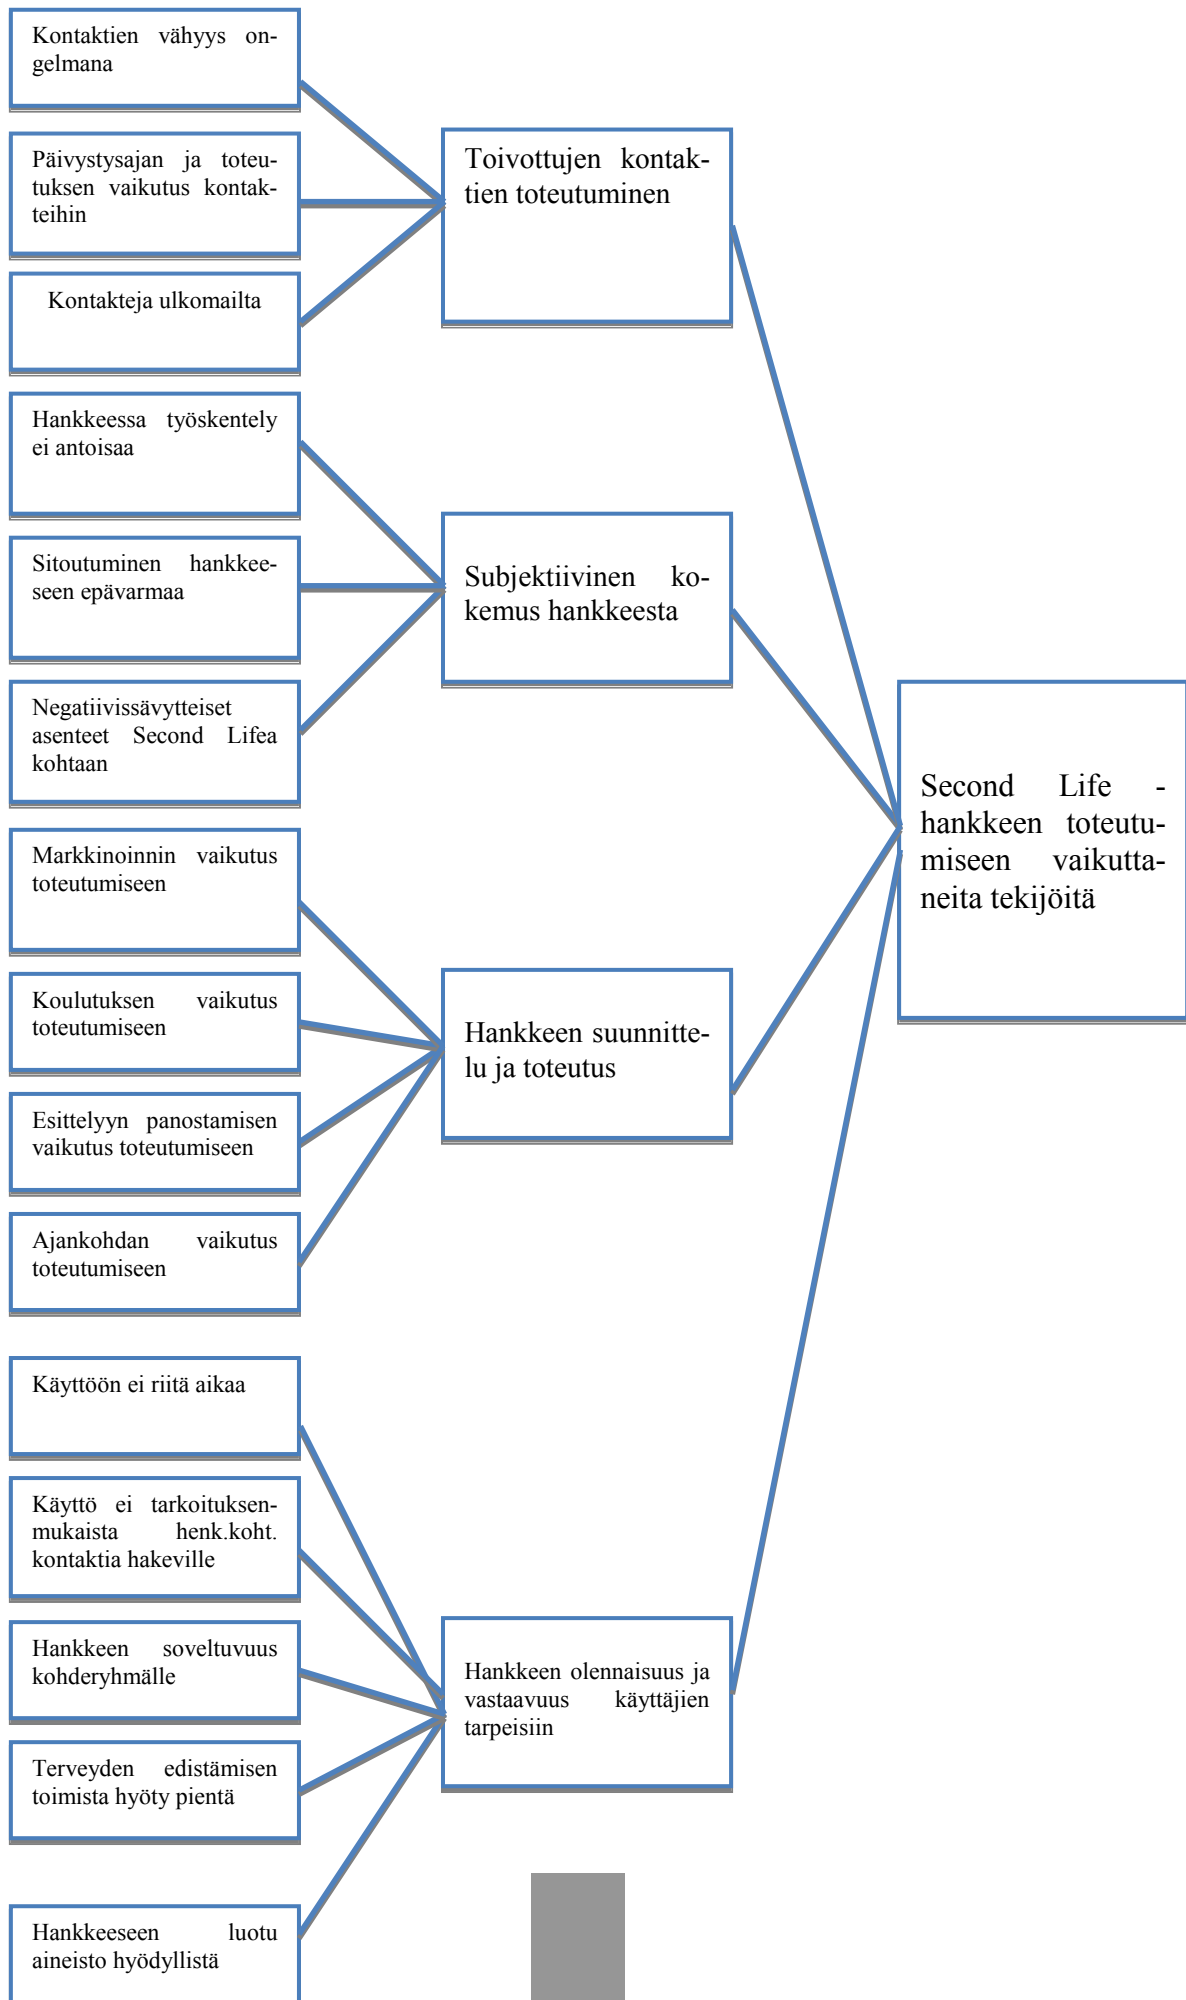 Kontaktien vähyys on-
gelmana
Päivystysajan ja toteu-
tuksen vaikutus kontak-
teihin
Kontakteja ulkomailta
Toivottujen kontak-
tien toteutuminen
Hankkeessa työskentely
ei antoisaa
Sitoutuminen hankkee-
seen epävarmaa
Negatiivissävytteiset
asenteet Second Lifea
kohtaan
Subjektiivinen ko-
kemus hankkeesta
Markkinoinnin vaikutus
toteutumiseen
Koulutuksen vaikutus
toteutumiseen
Esittelyyn panostamisen
vaikutus toteutumiseen
Ajankohdan vaikutus
toteutumiseen
Hankkeen suunnitte-
lu ja toteutus
Käyttöön ei riitä aikaa
Käyttö ei tarkoituksen-
mukaista henk.koht.
kontaktia hakeville
Hankkeen soveltuvuus
kohderyhmälle
Terveyden edistämisen
toimista hyöty pientä
Hankkeeseen luotu
aineisto hyödyllistä
Hankkeen olennaisuus ja
vastaavuus käyttäjien
tarpeisiin
Second Life -
hankkeen toteutu-
miseen vaikutta-
neita tekijöitä